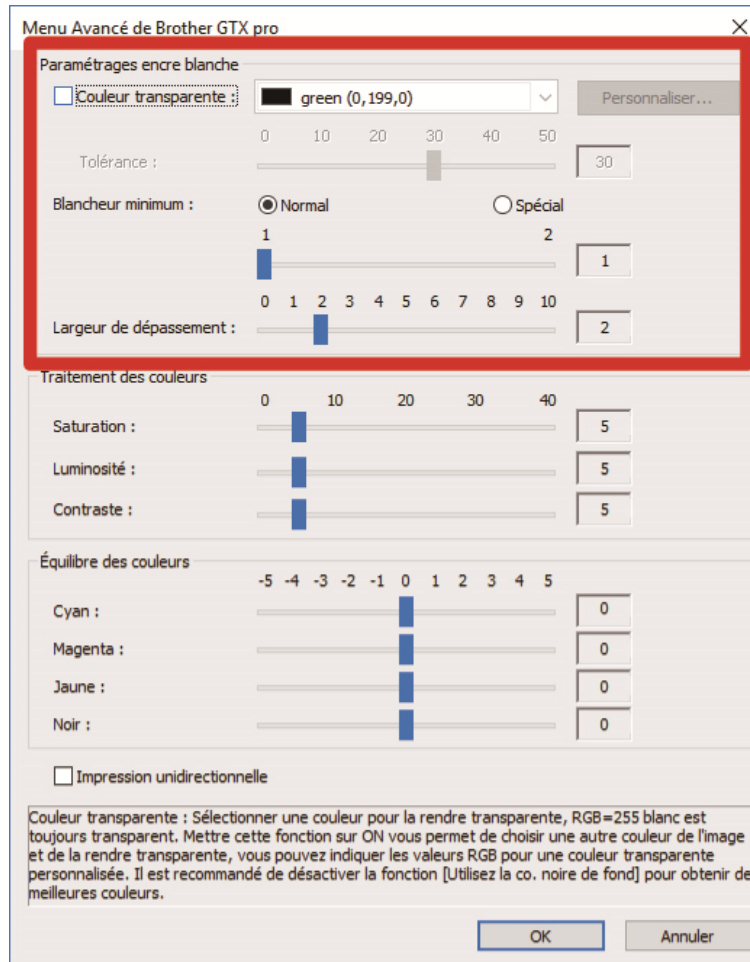 Menu Avancé de Brother GTX pro
Paramétrages encre blanche
Couleur transparente : green (0,199,0) Personnaliser...
0 10 20 30 40 50
Tolérance : 30
Blancheur minimum : Normal Spécial
1 2
1
0 1 2 3 4 5 6 7 8 9 10
Largeur de dépassement : 2
Traitement des couleurs
0 10 20 30 40
Saturation : 5
Luminosité : 5
Contraste : 5
Équilibre des couleurs
-5 -4 -3 -2 -1 0 1 2 3 4 5
Cyan : 0
Magenta : 0
Jaune : 0
Noir : 0
Impression unidirectionnelle
Couleur transparente : Sélectionner une couleur pour la rendre transparente, RGB=255 blanc est
toujours transparent. Mettre cette fonction sur ON vous permet de choisir une autre couleur de l'image
et de la rendre transparente, vous pouvez indiquer les valeurs RGB pour une couleur transparente
personnalisée. Il est recommandé de désactiver la fonction [Utilisez la co. noire de fond] pour obtenir de
meilleures couleurs.
OK Annuler